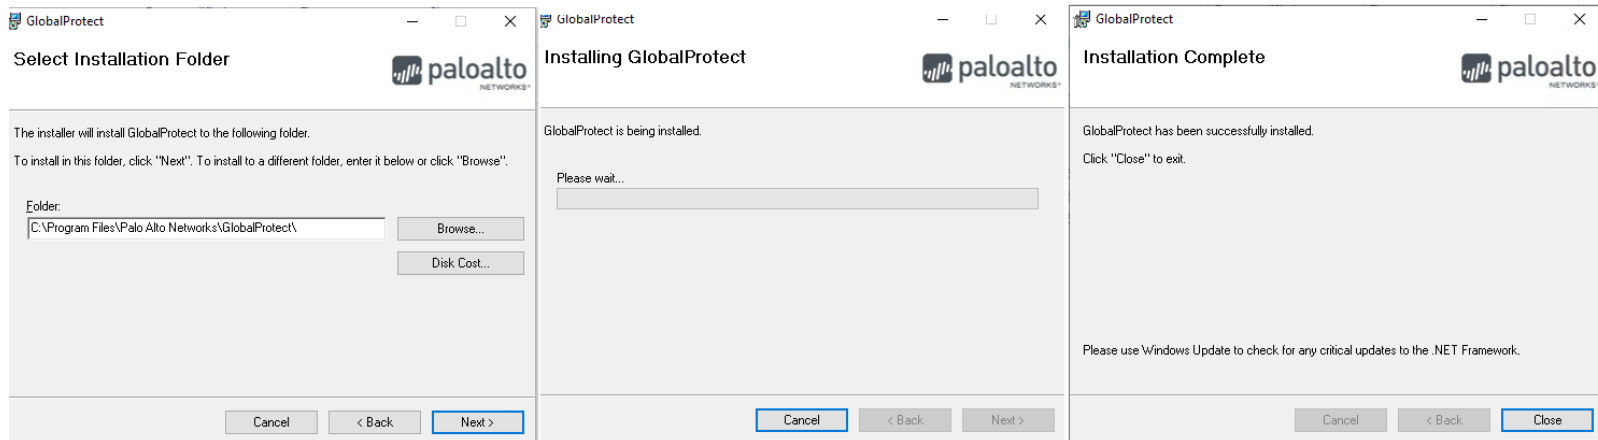 GlobalProtect
Select Installation Folder
paloalto
NETWORKS®
The installer will install GlobalProtect to the following folder.
To install in this folder, click "Next". To install to a different folder, enter it below or click "Browse".
Folder:
C:\Program Files\Palo Alto Networks\GlobalProtect\
Browse...
Disk Cost...
Cancel
< Back
Next >
GlobalProtect
Installing GlobalProtect
paloalto
NETWORKS®
GlobalProtect is being installed.
Please wait...
Cancel
< Back
Next >
GlobalProtect
Installation Complete
paloalto
NETWORKS
GlobalProtect has been successfully installed.
Click "Close" to exit.
Please use Windows Update to check for any critical updates to the .NET Framework.
Cancel
< Back
Close